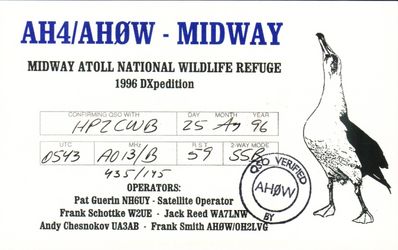 AH4/AHØW - MIDWAY
MIDWAY ATOLL NATIONAL WILDLIFE REFUGE
1996 DXpedition
CONFIRMING QSO WITH DAY MONTH YEAR
HP2CWB 25 Ag 96
UTC MHz R S 2-WAY MODE
0543 AO13/B 59 SSB
435/145
QSO VERIFIED
AHØW
BY
OPERATORS:
Pat Guerin NH6UY - Satellite Operator
Frank Schottke W2UE - Jack Reed WA7LNW
Andy Chesnokov UA3AB - Frank Smith AHØW/OH2LVG